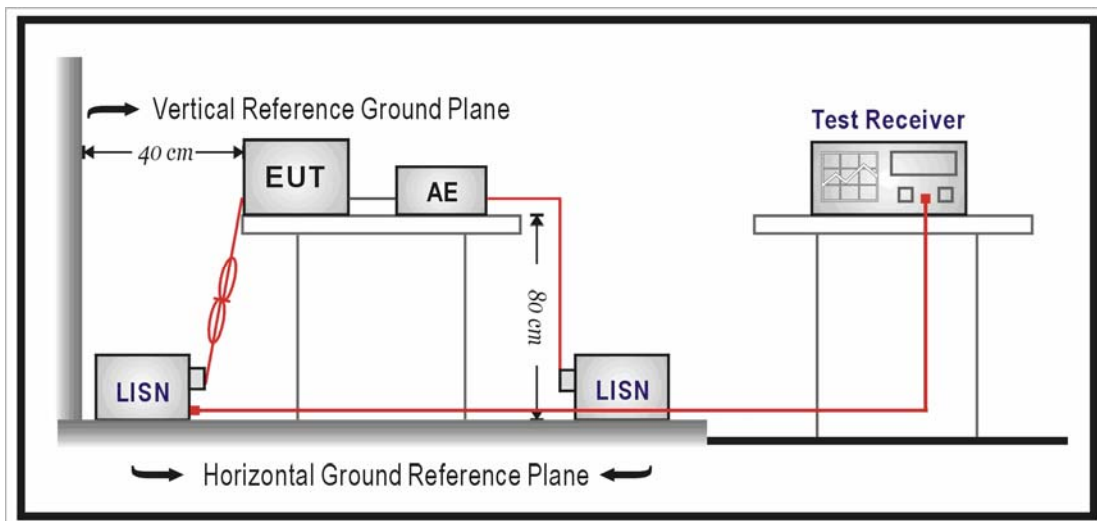 Vertical Reference Ground Plane
Test Receiver
40 cm
EUT
AE
80 cm
LISN
LISN
Horizontal Ground Reference Plane